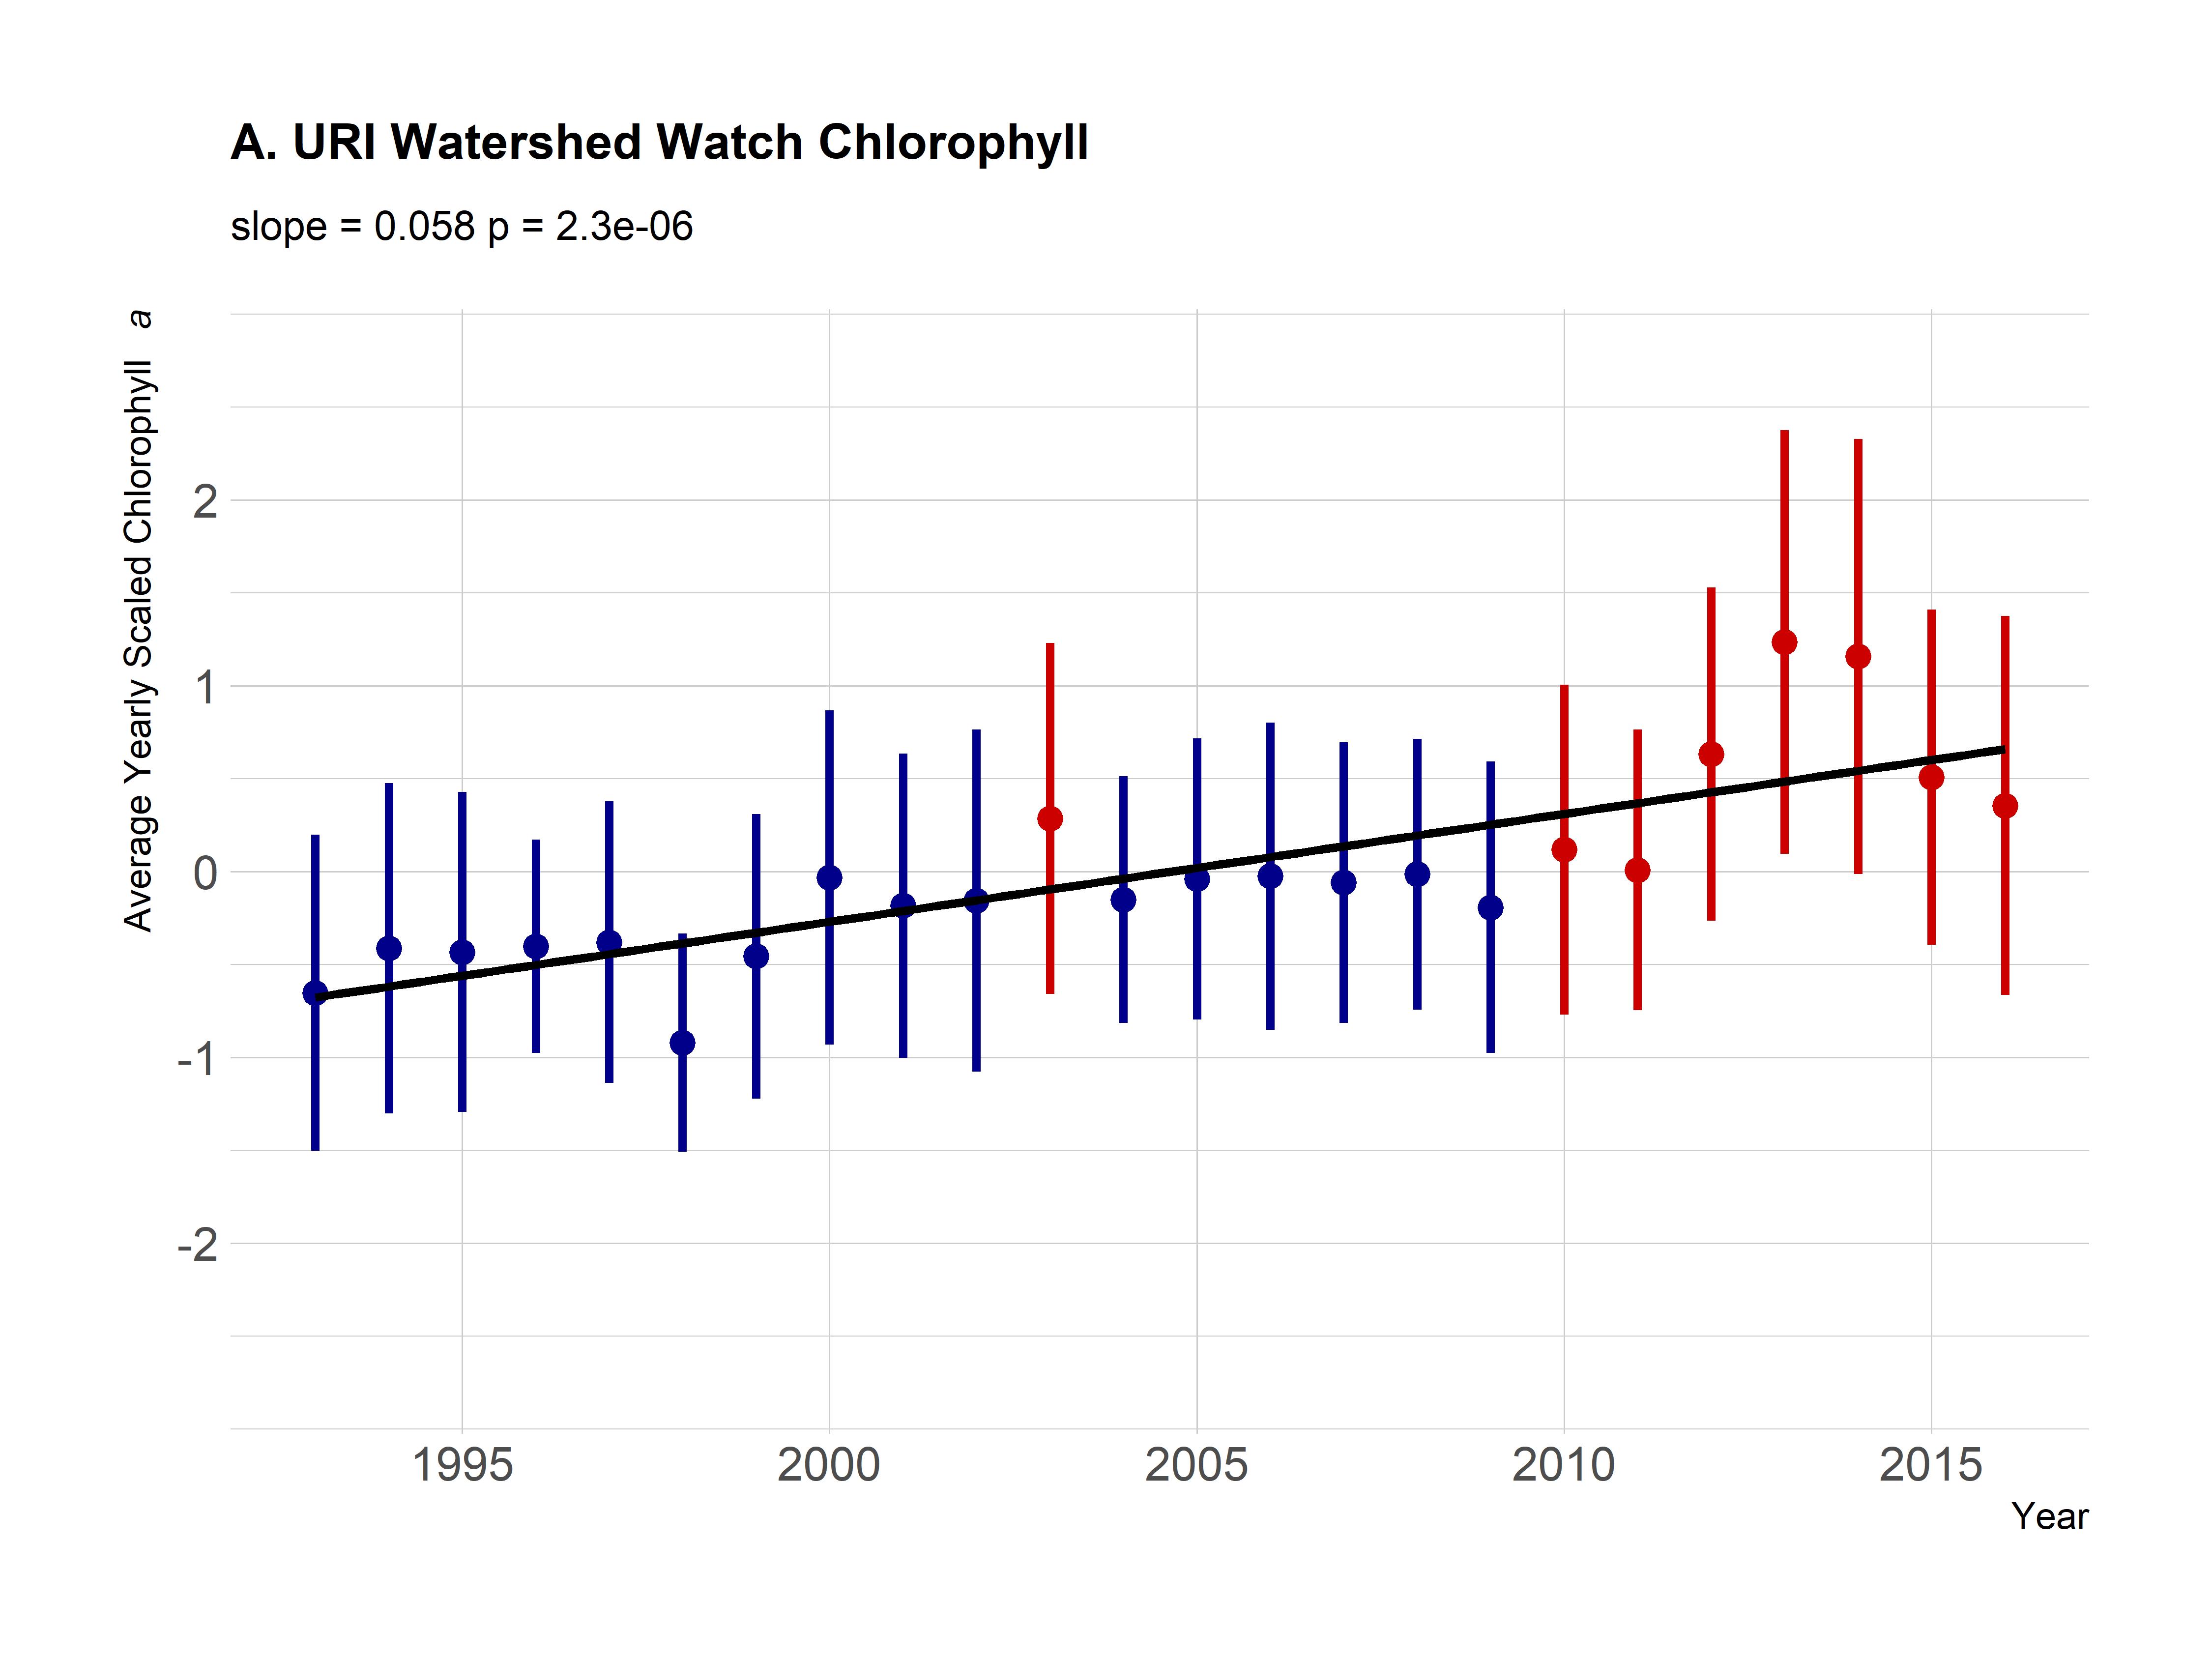 A. URI Watershed Watch Chlorophyll
slope = 0.058 p = 2.3e-06
Average Yearly Scaled Chlorophyll a
2
1
0
-1
-2
1995 2000 2005 2010 2015
Year